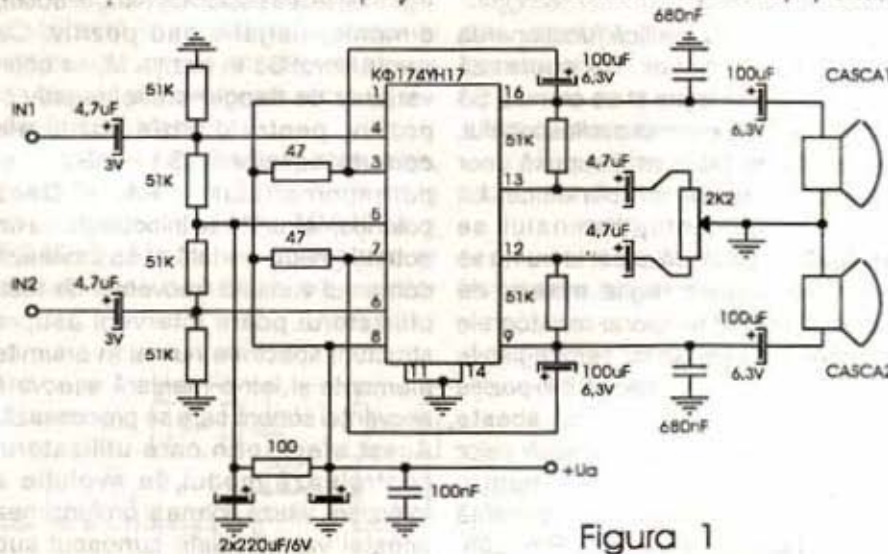 680nF
100uF
6,3V
100uF
6,3V
CASCA1
КФ174УН17
51K
IN1
4,7uF
3V
1
4
3
5
7
6
8
16
13
12
9
11
14
47
47
51K
51K
51K
IN2
4,7uF
3V
51K
4,7uF
4,7uF
51K
2K2
100uF
6,3V
100uF
6,3V
CASCA2
680nF
100
+Ua
100nF
2x220uF/6V
Figura 1